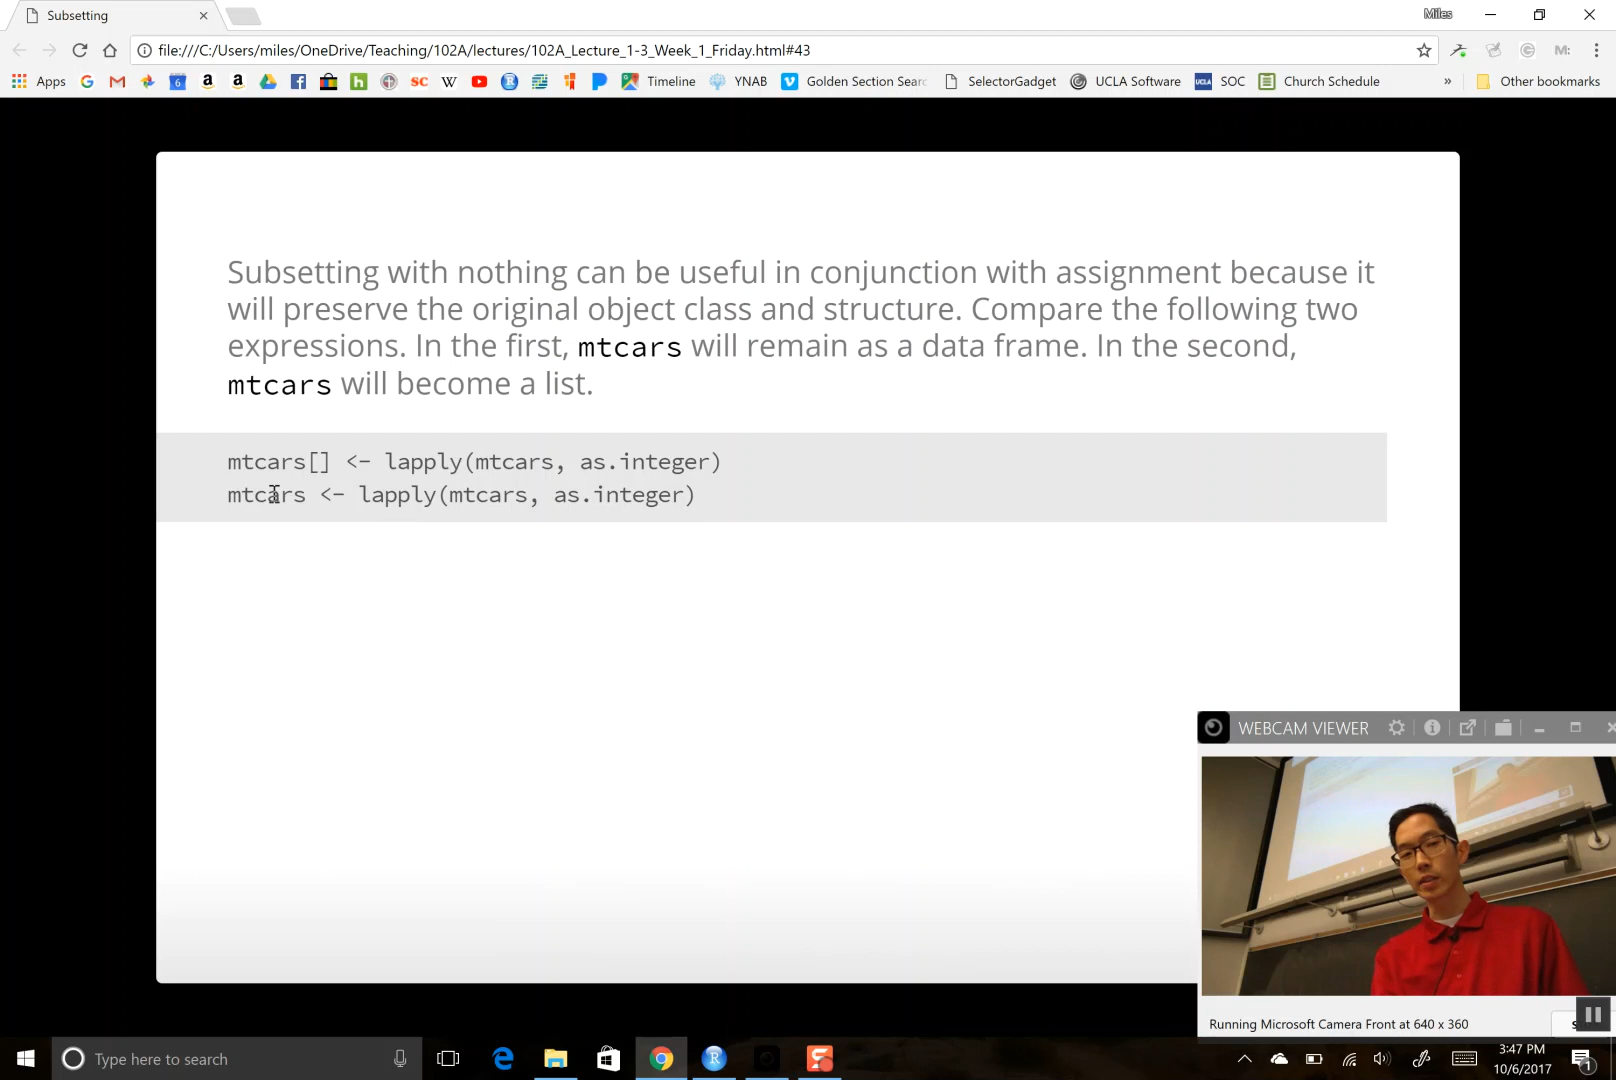 Subsetting
Miles
file:///C:/Users/miles/OneDrive/Teaching/102A/lectures/102A_Lecture_1-3_Week_1_Friday.html#43
Apps
Timeline
YNAB
Golden Section Searc
SelectorGadget
UCLA Software
SOC
Church Schedule
»
Other bookmarks
Subsetting with nothing can be useful in conjunction with assignment because it
will preserve the original object class and structure. Compare the following two
expressions. In the first, mtcars will remain as a data frame. In the second,
mtcars will become a list.
mtcars[] <- lapply(mtcars, as.integer)
mtcars <- lapply(mtcars, as.integer)
WEBCAM VIEWER
Running Microsoft Camera Front at 640 x 360
Type here to search
3:47 PM
10/6/2017